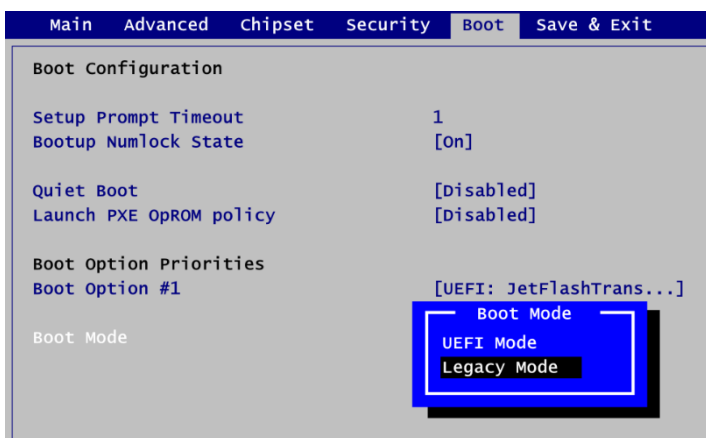 Main Advanced Chipset Security Boot Save & Exit
Boot Configuration
Setup Prompt Timeout 1
Bootup Numlock State [On]
Quiet Boot [Disabled]
Launch PXE OpROM policy [Disabled]
Boot Option Priorities
Boot Option #1 [UEFI: JetFlashTrans...]
Boot Mode
Boot Mode
UEFI Mode
Legacy Mode